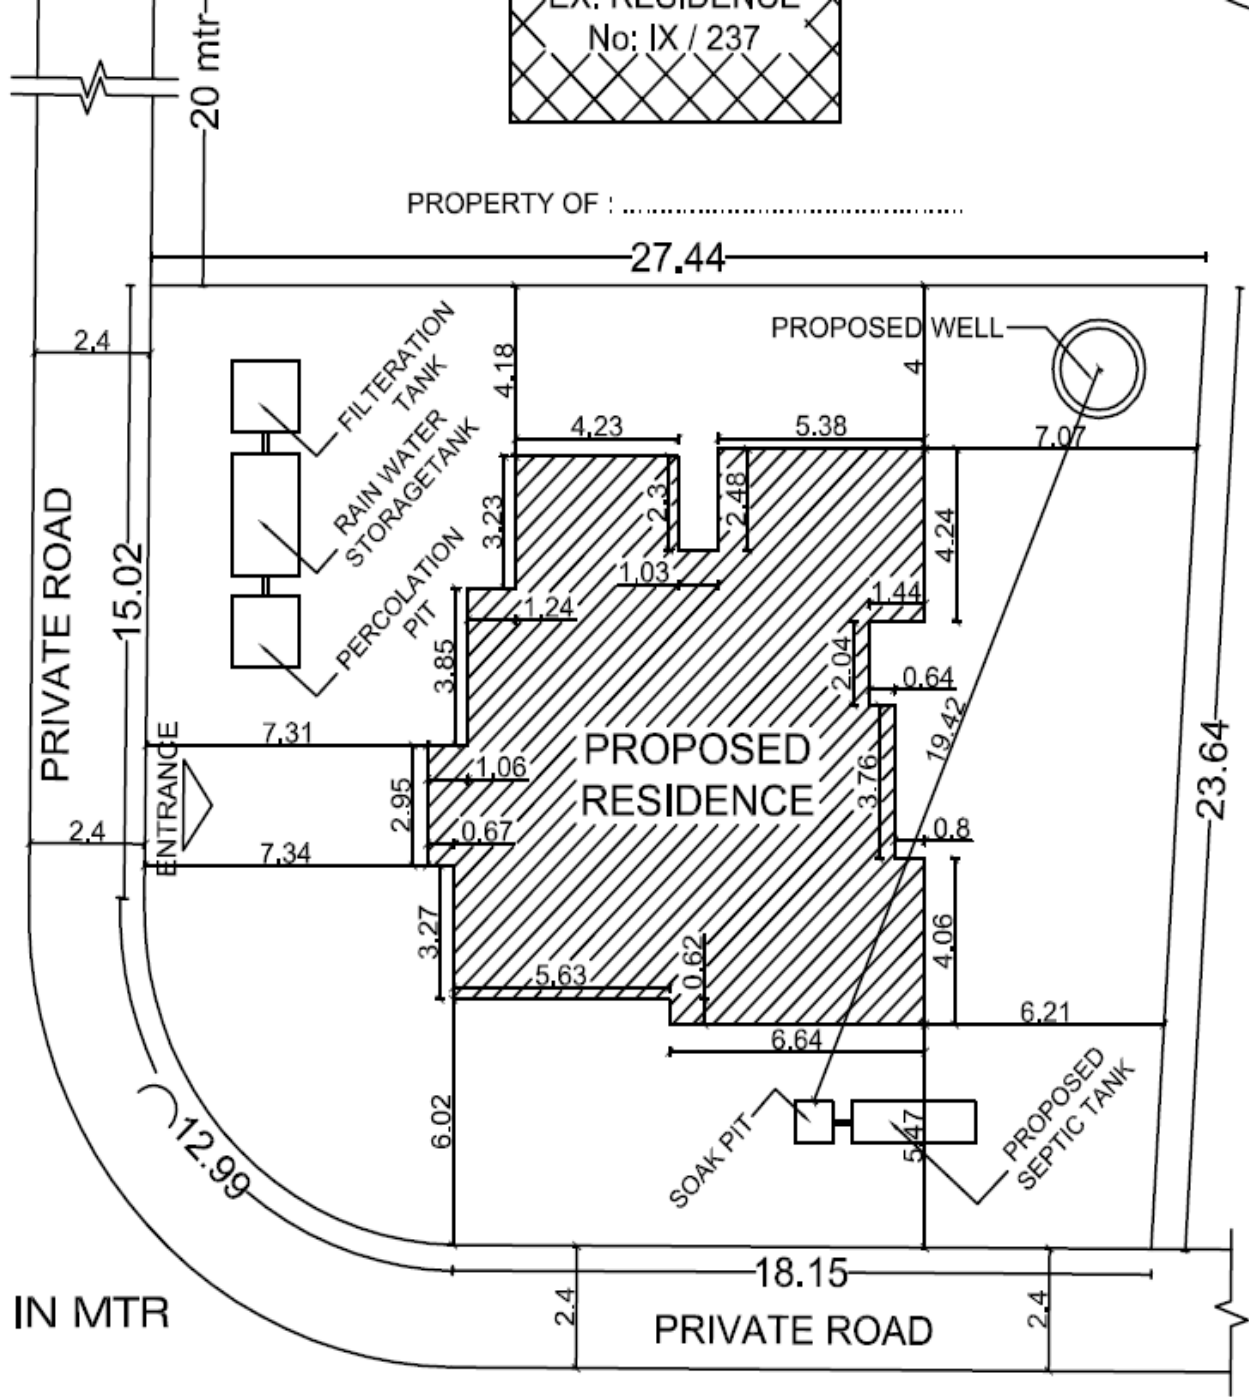 EX. RESIDENCE
No: IX / 237
20 mtr
PROPERTY OF : ......................................
27.44
2.4
FILTERATION
TANK
4.18
PROPOSED WELL
4
4.23
5.38
7.07
RAIN WATER
STORAGETANK
3.23
2.3
2.48
4.24
PRIVATE ROAD
15.02
PERCOLATION
PIT
1.03
1.44
1.24
3.85
2.04
0.64
19.42
ENTRANCE
7.31
PROPOSED
RESIDENCE
23.64
1.06
2.95
3.76
2.4
0.67
0.8
7.34
3.27
0.62
4.06
5.63
6.21
6.64
6.02
12.99
SOAK PIT
5.47
PROPOSED
SEPTIC TANK
18.15
IN MTR
2.4
PRIVATE ROAD
2.4